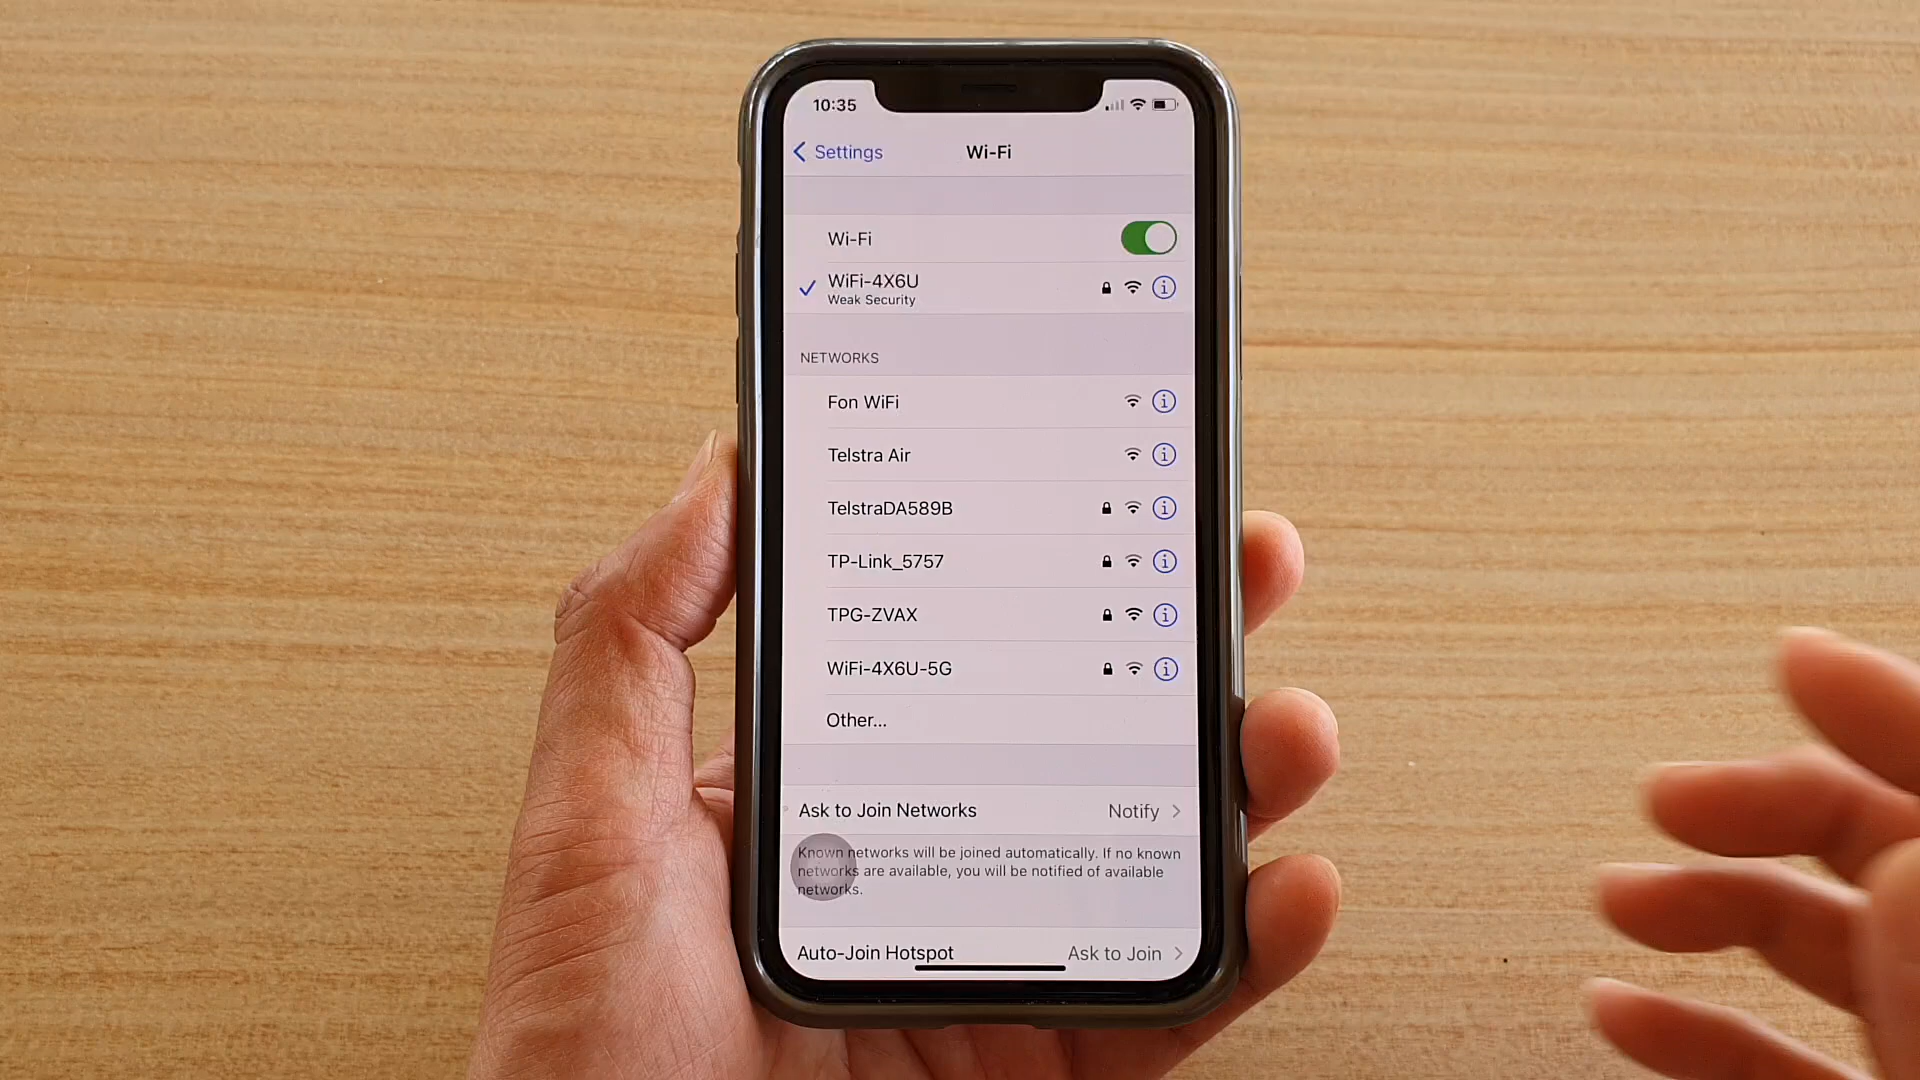 10:35
Settings
Wi-Fi
Wi-Fi
WiFi-4X6U
Weak Security
NETWORKS
Fon WiFi
Telstra Air
TelstraDA589B
TP-Link_5757
TPG-ZVAX
WiFi-4X6U-5G
Other...
Ask to Join Networks Notify
Known networks will be joined automatically. If no known
networks are available, you will be notified of available
networks.
Auto-Join Hotspot Ask to Join